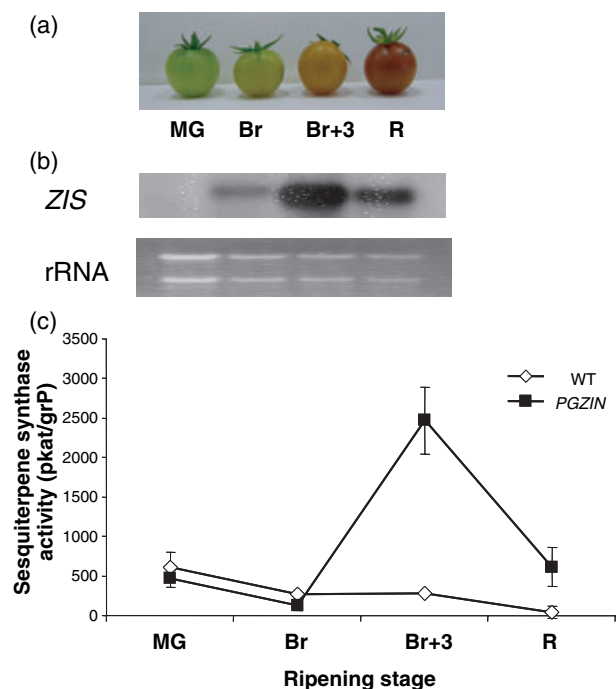 (a)
MG Br Br+3 R
(b)
ZIS
rRNA
(c)
3500
3000
2500
2000
1500
1000
500
0
Sesquiterpene synthase
activity (pkat/grP)
WT
PGZIN
MG Br Br+3 R
Ripening stage